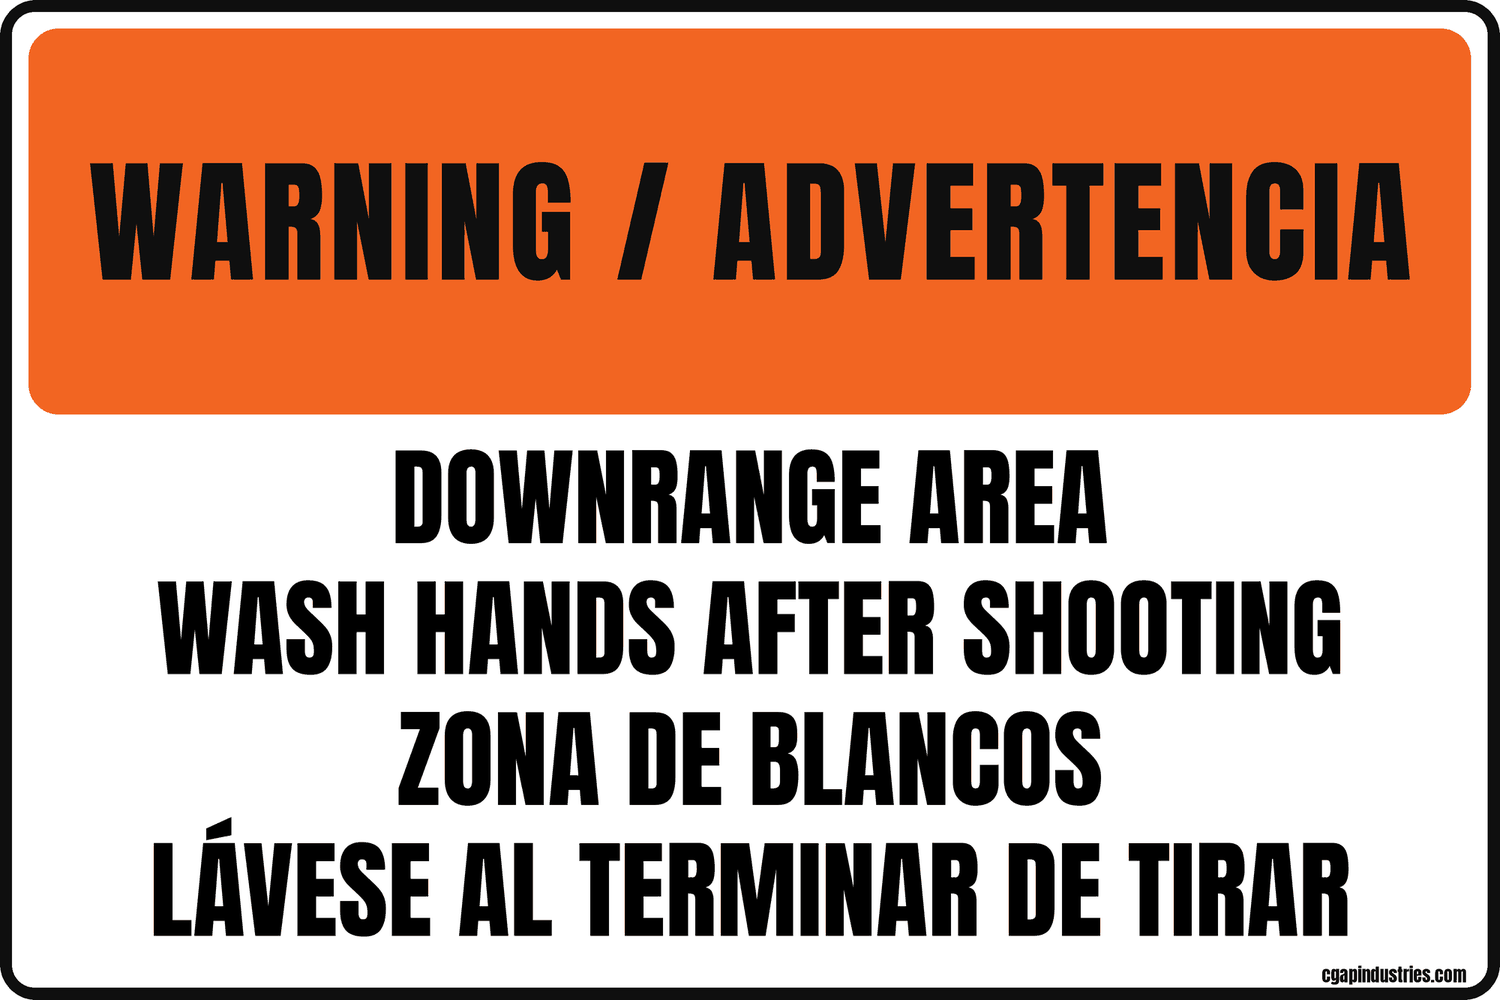 WARNING / ADVERTENCIA
DOWNRANGE AREA
WASH HANDS AFTER SHOOTING
ZONA DE BLANCOS
LÁVESE AL TERMINAR DE TIRAR
cgapindustries.com